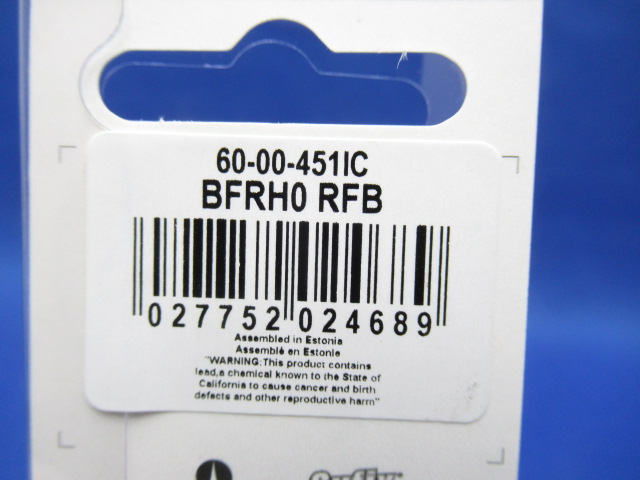 60-00-451IC
BFRH0 RFB
027752 024689
Assembled in Estonia
Assemblé en Estonie
"WARNING:This product contains
lead,a chemical known to the State of
California to cause cancer and birth
defects and other reproductive harm"